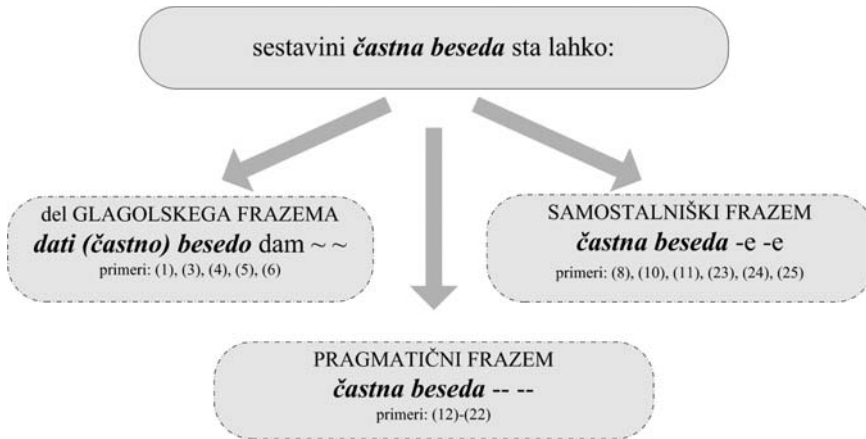 sestavini častna beseda sta lahko:
del GLAGOLSKEGA FRAZEMA
dati (častno) besedo dam ~ ~
primeri: (1), (3), (4), (5), (6)
SAMOSTALNIŠKI FRAZEM
častna beseda -e -e
primeri: (8), (10), (11), (23), (24), (25)
PRAGMATIČNI FRAZEM
častna beseda -- --
primeri: (12)-(22)